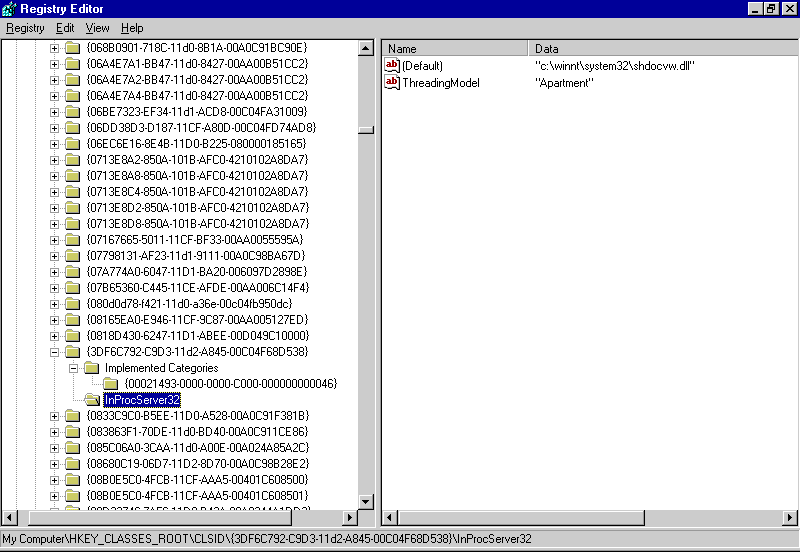 Registry Editor
Registry Edit View Help
{068B0901-718C-11d0-8B1A-00A0C91BC90E}
{06A4E7A1-BB47-11d0-8427-00AA00B51CC2}
{06A4E7A2-BB47-11d0-8427-00AA00B51CC2}
{06A4E7A4-BB47-11d0-8427-00AA00B51CC2}
{06BE7323-EF34-11d1-ACD8-00C04FA31009}
{06DD38D3-D187-11CF-A80D-00C04FD74AD8}
{06EC6E16-8E4B-11D0-B225-080000185165}
{0713E8A2-850A-101B-AFC0-4210102A8DA7}
{0713E8A8-850A-101B-AFC0-4210102A8DA7}
{0713E8C4-850A-101B-AFC0-4210102A8DA7}
{0713E8D2-850A-101B-AFC0-4210102A8DA7}
{0713E8D8-850A-101B-AFC0-4210102A8DA7}
{07167665-5011-11CF-BF33-00AA0055595A}
{07798131-AF23-11d1-9111-00A0C98BA67D}
{07A774A0-6047-11D1-BA20-006097D2898E}
{07B65360-C445-11CE-AFDE-00AA006C14F4}
{080d0d78-f421-11d0-a36e-00c04fb950dc}
{08165EA0-E946-11CF-9C87-00AA005127ED}
{0818D430-6247-11D1-ABEE-00D049C10000}
{3DF6C792-C9D3-11d2-A845-00C04F68D538}
Implemented Categories
{00021493-0000-0000-C000-000000000046}
InProcServer32
{0833C9C0-B5EE-11D0-A528-00A0C91F381B}
{083863F1-70DE-11d0-BD40-00A0C911CE86}
{085C06A0-3CAA-11d0-A00E-00A024A85A2C}
{08680C19-06D7-11D2-8D70-00A0C98B28E2}
{08B0E5C0-4FCB-11CF-AAA5-00401C608500}
{08B0E5C0-4FCB-11CF-AAA5-00401C608501}
Name Data
(Default) "c:\winnt\system32\shdocvw.dll"
ThreadingModel "Apartment"
My Computer\HKEY_CLASSES_ROOT\CLSID\{3DF6C792-C9D3-11d2-A845-00C04F68D538}\InProcServer32